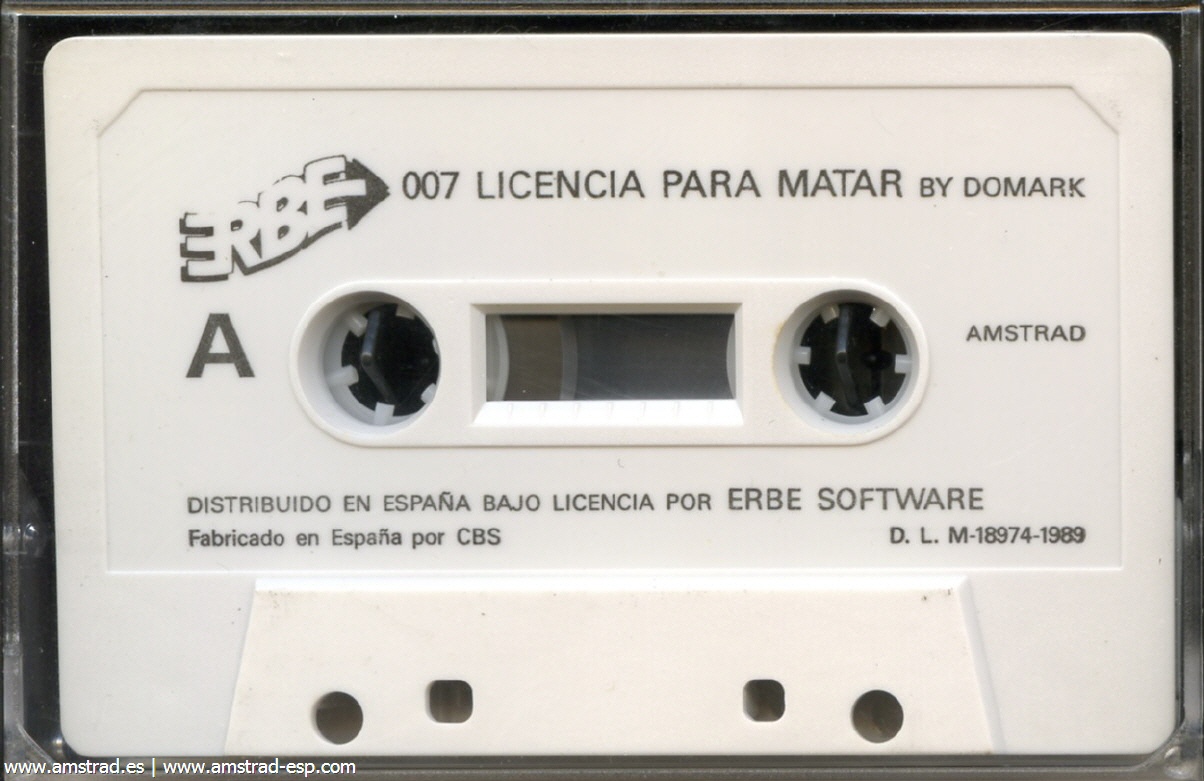 ERBE
007 LICENCIA PARA MATAR BY DOMARK
A
AMSTRAD
DISTRIBUIDO EN ESPAÑA BAJO LICENCIA POR ERBE SOFTWARE
Fabricado en España por CBS D. L. M-18974-1989
www.amstrad.es | www.amstrad-esp.com